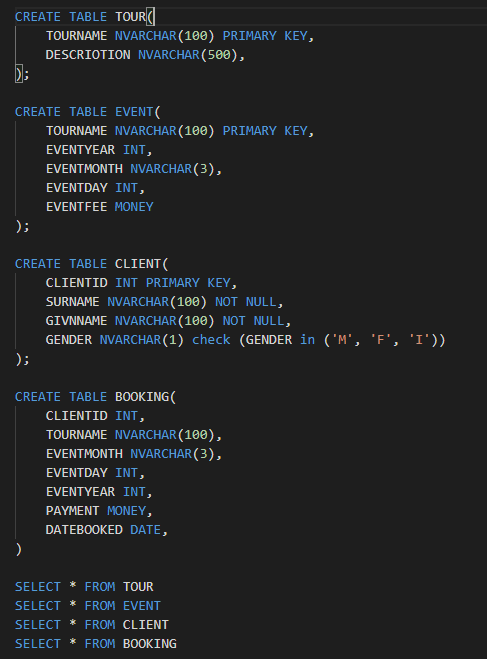 CREATE TABLE TOUR(
    TOURNAME NVARCHAR(100) PRIMARY KEY,
    DESCRIOTION NVARCHAR(500),
);
CREATE TABLE EVENT(
    TOURNAME NVARCHAR(100) PRIMARY KEY,
    EVENTYEAR INT,
    EVENTMONTH NVARCHAR(3),
    EVENTDAY INT,
    EVENTFEE MONEY
);
CREATE TABLE CLIENT(
    CLIENTID INT PRIMARY KEY,
    SURNAME NVARCHAR(100) NOT NULL,
    GIVNNAME NVARCHAR(100) NOT NULL,
    GENDER NVARCHAR(1) check (GENDER in ('M', 'F', 'I'))
);
CREATE TABLE BOOKING(
    CLIENTID INT,
    TOURNAME NVARCHAR(100),
    EVENTMONTH NVARCHAR(3),
    EVENTDAY INT,
    EVENTYEAR INT,
    PAYMENT MONEY,
    DATEBOOKED DATE,
)
SELECT * FROM TOUR
SELECT * FROM EVENT
SELECT * FROM CLIENT
SELECT * FROM BOOKING